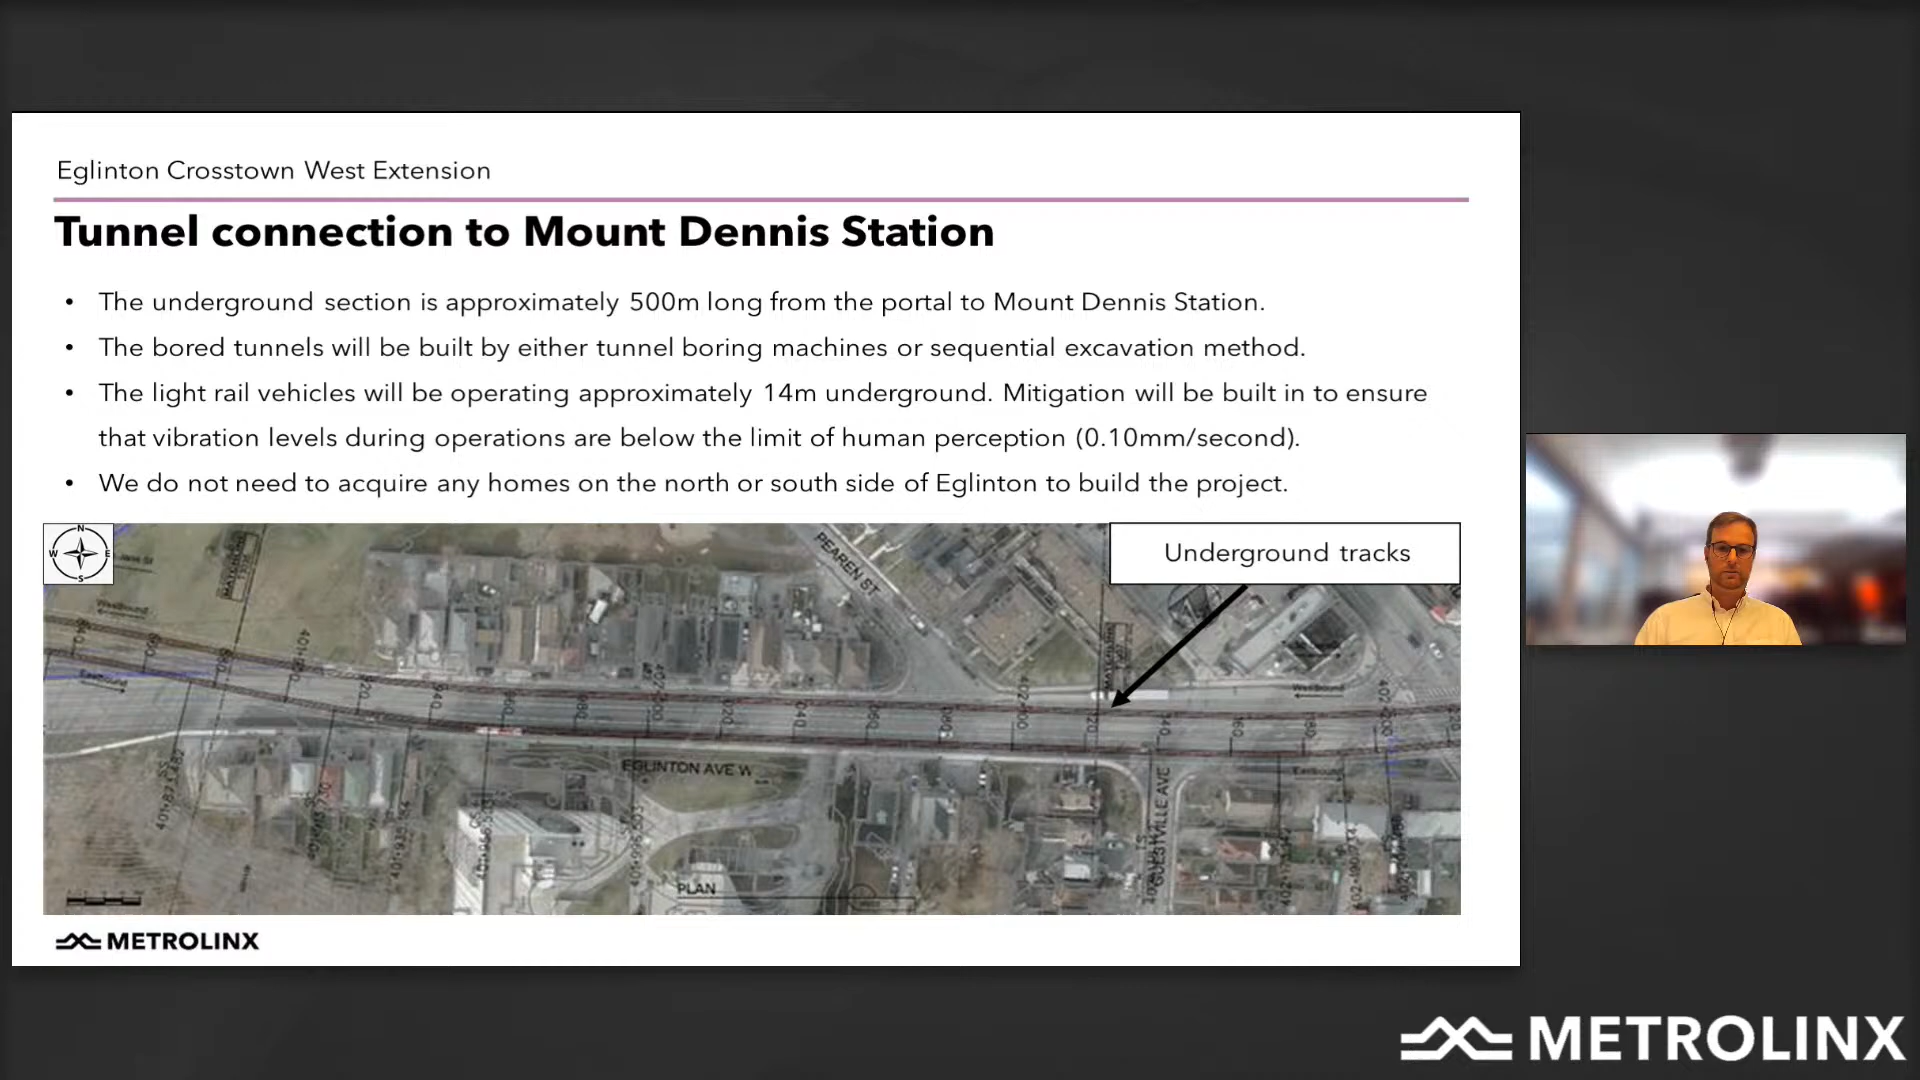 Eglinton Crosstown West Extension
Tunnel connection to Mount Dennis Station
• The underground section is approximately 500m long from the portal to Mount Dennis Station.
• The bored tunnels will be built by either tunnel boring machines or sequential excavation method.
• The light rail vehicles will be operating approximately 14m underground. Mitigation will be built in to ensure
that vibration levels during operations are below the limit of human perception (0.10mm/second).
• We do not need to acquire any homes on the north or south side of Eglinton to build the project.
N
W E
S
PEAREN ST
Underground tracks
EGLINTON AVE W
PLAN
METROLINX
METROLINX